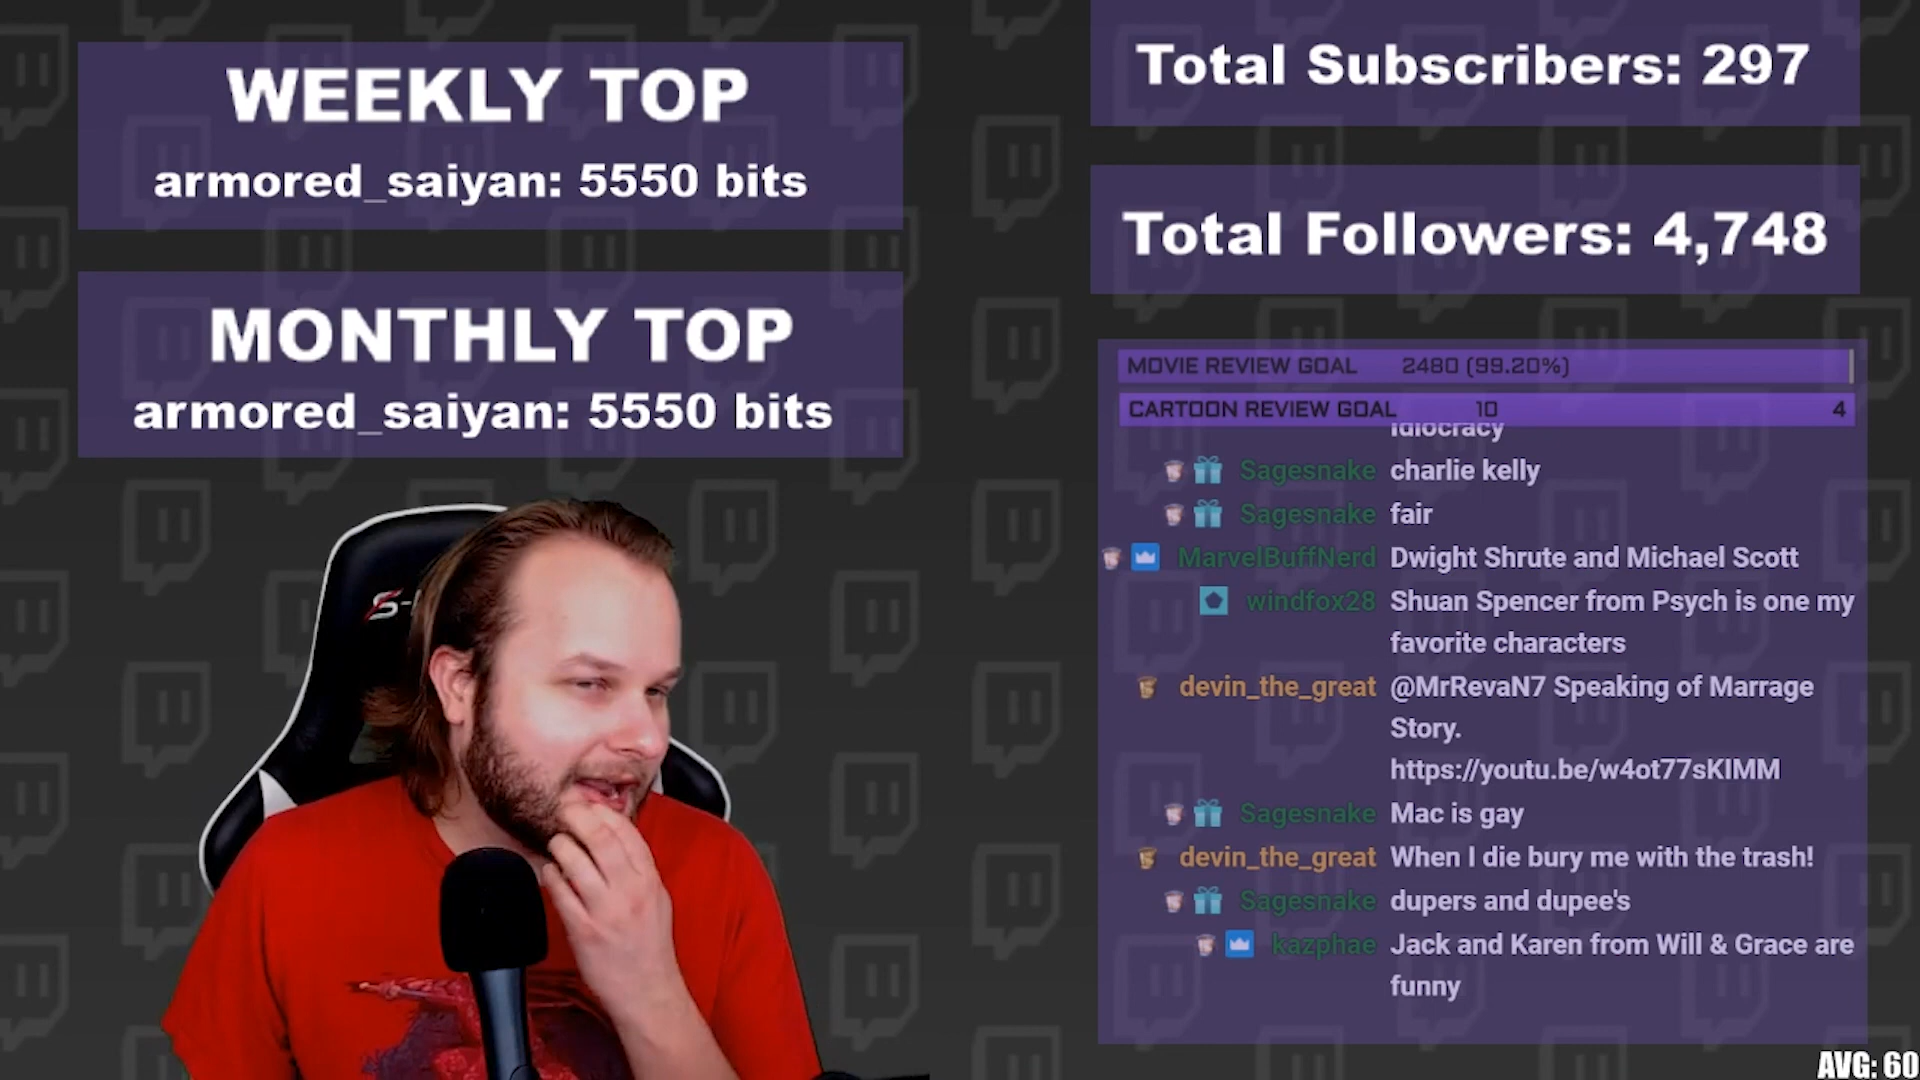 WEEKLY TOP
armored_saiyan: 5550 bits
MONTHLY TOP
armored_saiyan: 5550 bits
Total Subscribers: 297
Total Followers: 4,748
MOVIE REVIEW GOAL 2480 (99.20%)
CARTOON REVIEW GOAL 10 4
idiocracy
Sagesnake charlie kelly
Sagesnake fair
MarvelBuffNerd Dwight Shrute and Michael Scott
windfox28 Shuan Spencer from Psych is one my
favorite characters
devin_the_great @MrRevaN7 Speaking of Marrage
Story.
https://youtu.be/w4ot77sKIMM
Sagesnake Mac is gay
devin_the_great When I die bury me with the trash!
Sagesnake dupers and dupee's
kazphae Jack and Karen from Will & Grace are
funny
AVG: 60